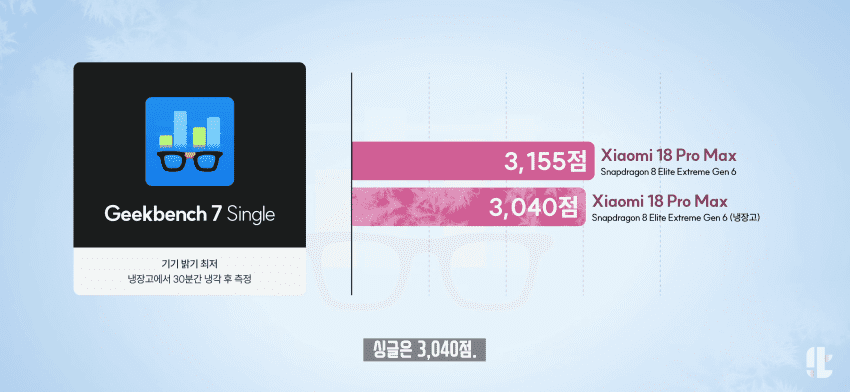 Geekbench 7 Single
기기 밝기 최저
냉장고에서 30분간 냉각 후 측정
3,155점
Xiaomi 18 Pro Max
Snapdragon 8 Elite Extreme Gen 6
3,040점
Xiaomi 18 Pro Max
Snapdragon 8 Elite Extreme Gen 6 (냉장고)
싱글은 3,040점.